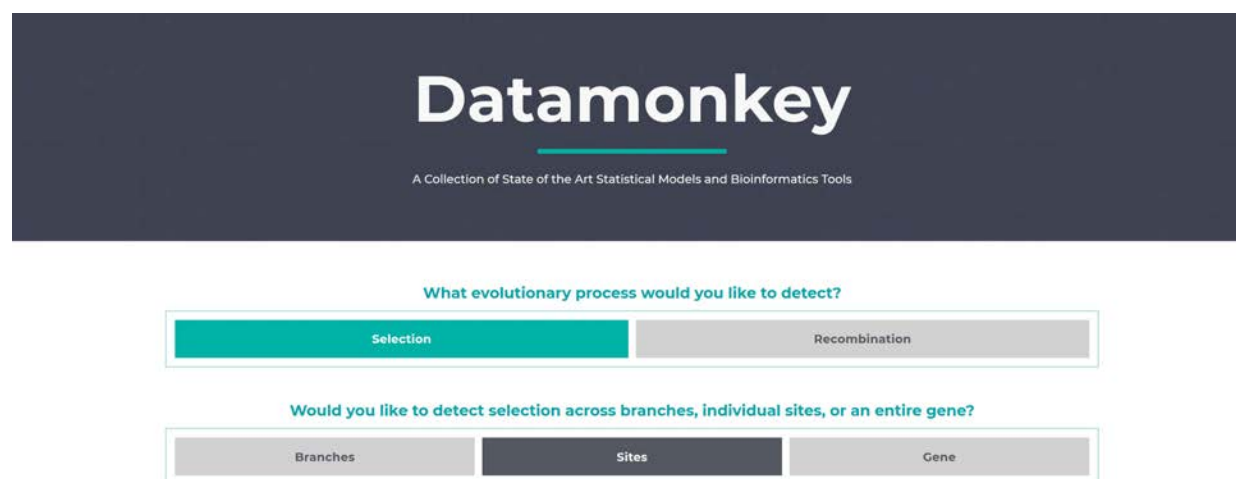 Datamonkey
A Collection of State of the Art Statistical Models and Bioinformatics Tools
What evolutionary process would you like to detect?
Selection
Recombination
Would you like to detect selection across branches, individual sites, or an entire gene?
Branches
Sites
Gene